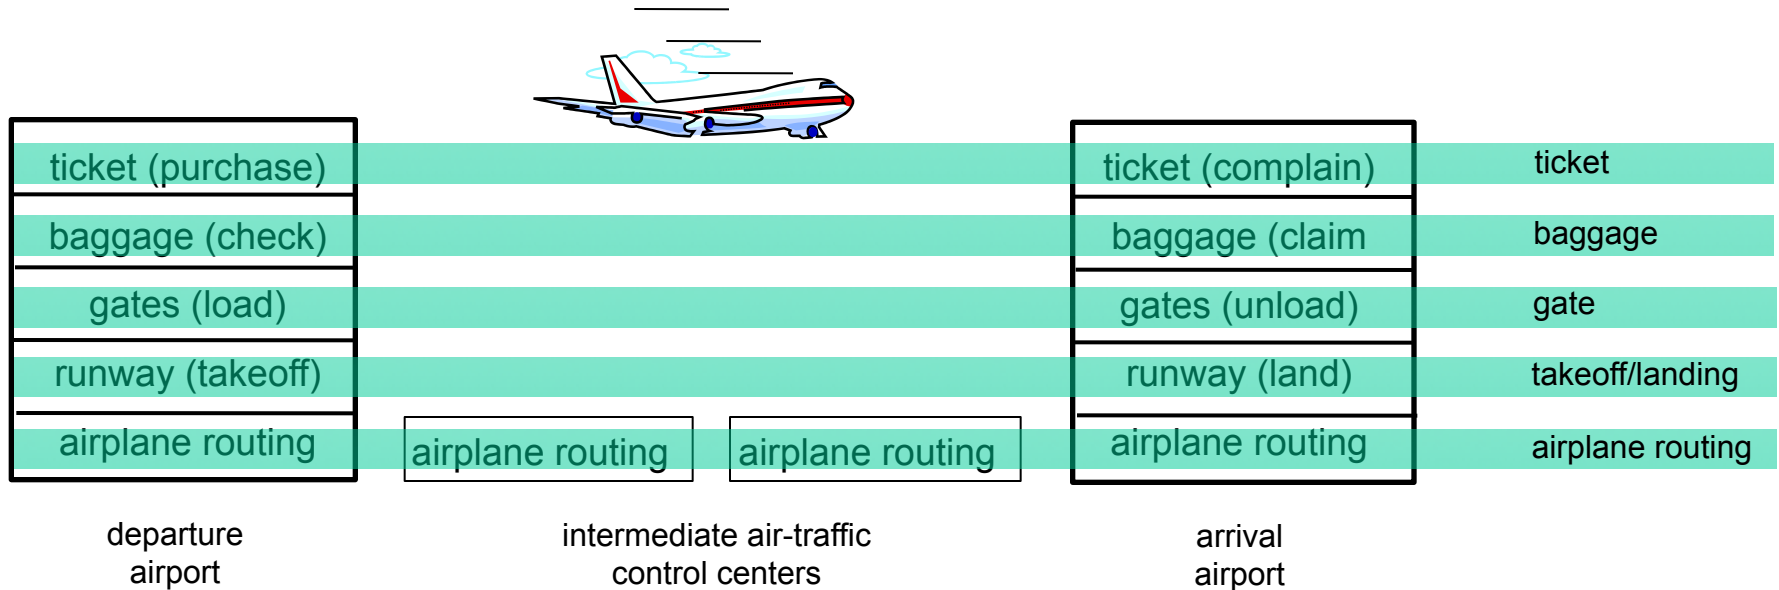 ticket (purchase)
ticket (complain)
ticket
baggage (check)
baggage (claim
baggage
gates (load)
gates (unload)
gate
runway (takeoff)
runway (land)
takeoff/landing
airplane routing
airplane routing
airplane routing
airplane routing
airplane routing
departure
airport
intermediate air-traffic
control centers
arrival
airport